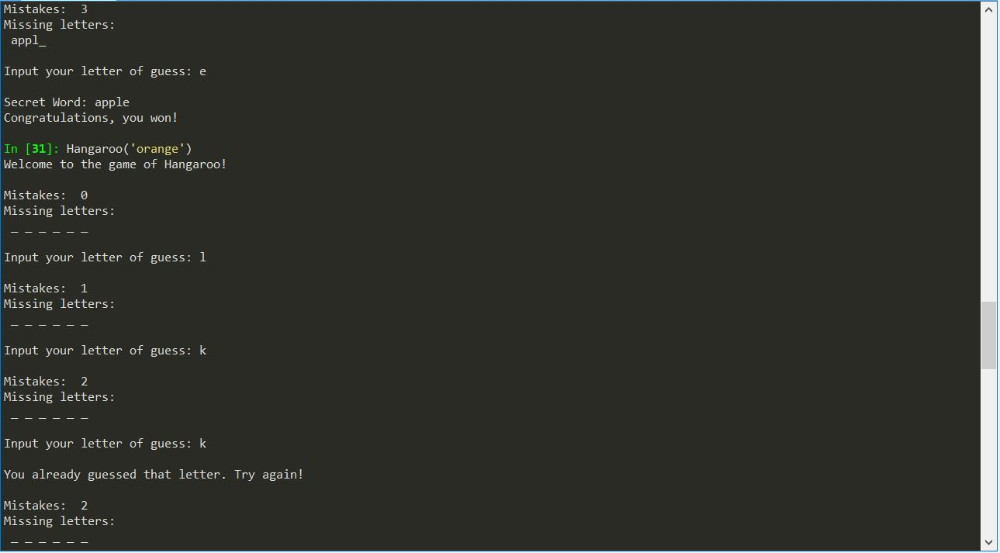 Mistakes:  3
Missing letters:
 appl_
Input your letter of guess: e
Secret Word: apple
Congratulations, you won!
In [31]: Hangaroo('orange')
Welcome to the game of Hangaroo!
Mistakes:  0
Missing letters:
 _ _ _ _ _ _
Input your letter of guess: l
Mistakes:  1
Missing letters:
 _ _ _ _ _ _
Input your letter of guess: k
Mistakes:  2
Missing letters:
 _ _ _ _ _ _
Input your letter of guess: k
You already guessed that letter. Try again!
Mistakes:  2
Missing letters:
 _ _ _ _ _ _